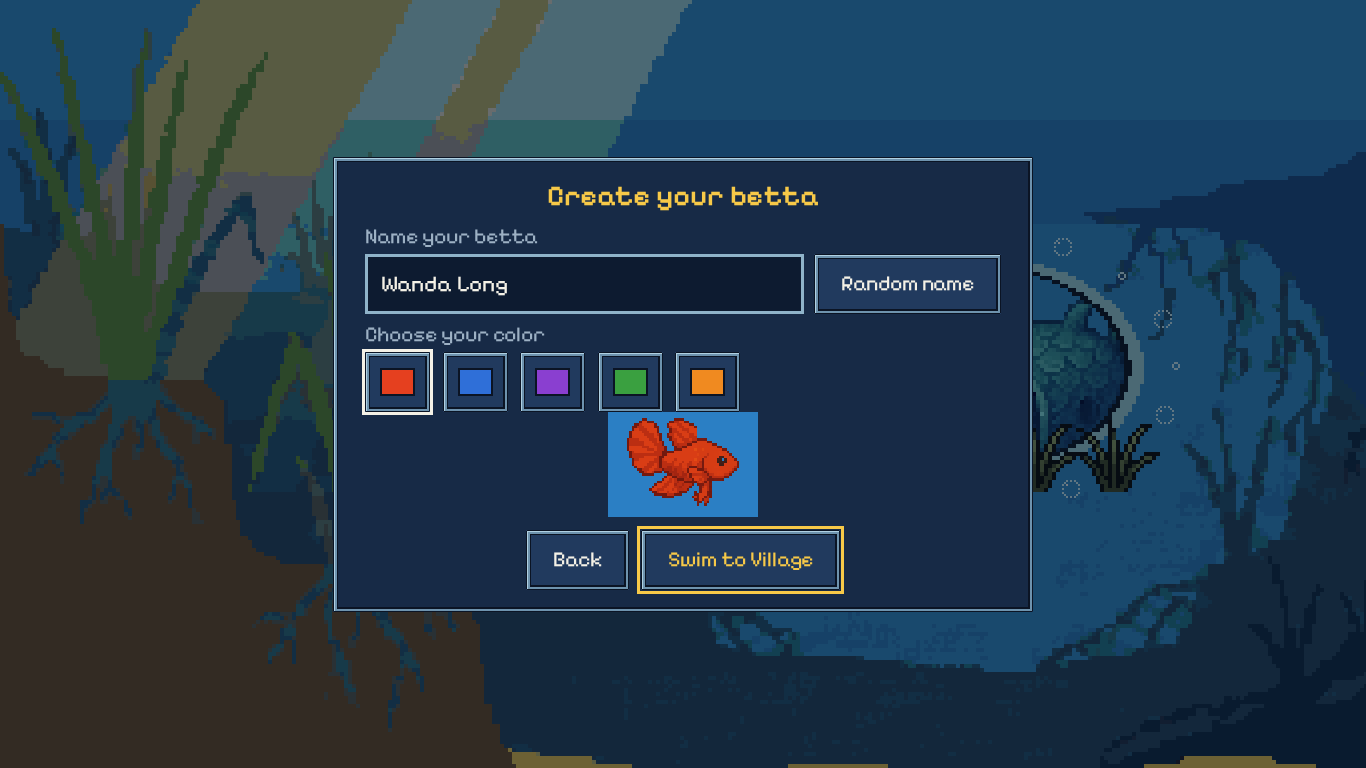 Create your betta
Name your betta
Wanda Long
Random name
Choose your color
Back
Swim to Village